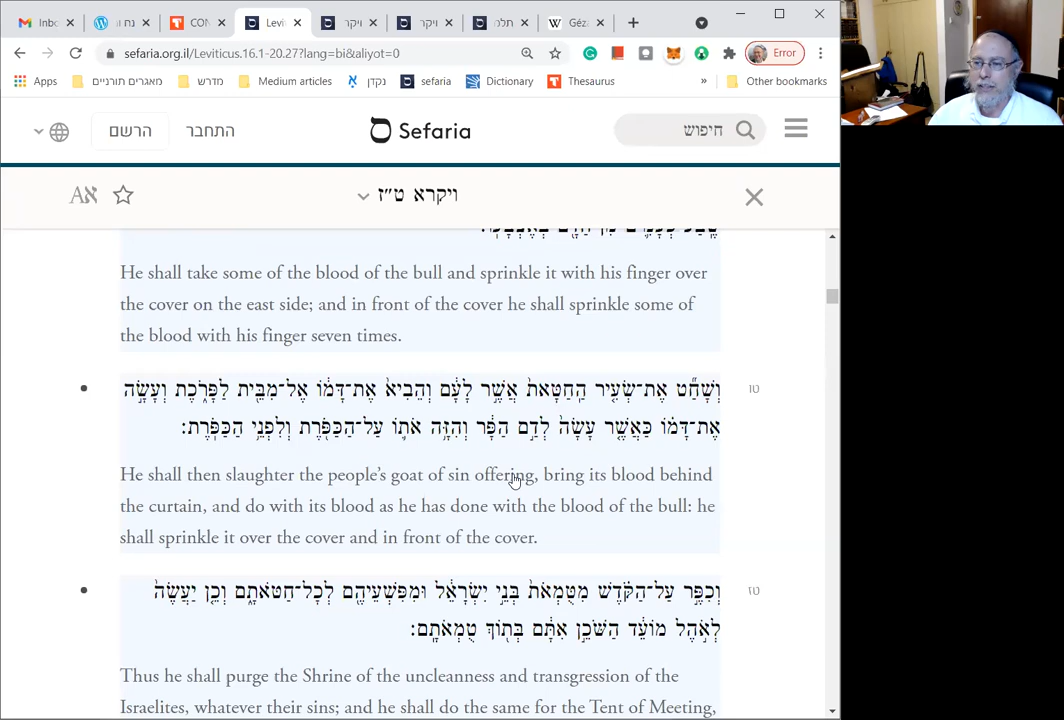 Inbo
(נח ווו
CON
Levit
ויקר
ויקר
תלמ
W Géza
sefaria.org.il/Leviticus.16.1-20.27?lang=bi&aliyot=0
Error
Apps
מאגרים תורניים
מדרש
Medium articles
נקדן
sefaria
Dictionary
Thesaurus
»
Other bookmarks
הרשם
התחבר
Sefaria
חיפוש
ויקרא ט״ז
He shall take some of the blood of the bull and sprinkle it with his finger over
the cover on the east side; and in front of the cover he shall sprinkle some of
the blood with his finger seven times.
טו
וְשָׁחַ֞ט אֶת־שְׂעִ֤יר הַֽחַטָּאת֙ אֲשֶׁ֣ר לָעָ֔ם וְהֵבִיא֙ אֶת־דָּמ֔וֹ אֶל־מִבֵּ֖ית לַפָּרֹ֑כֶת וְעָשָׂ֣ה
אֶת־דָּמ֗וֹ כַּאֲשֶׁ֤ר עָשָׂה֙ לְדַ֣ם הַפָּ֔ר וְהִזָּ֥ה אֹת֛וֹ עַל־הַכַּפֹּ֖רֶת וְלִפְנֵ֥י הַכַּפֹּֽרֶת׃
He shall then slaughter the people’s goat of sin offering, bring its blood behind
the curtain, and do with its blood as he has done with the blood of the bull: he
shall sprinkle it over the cover and in front of the cover.
טז
וְכִפֶּ֣ר עַל־הַקֹּ֗דֶשׁ מִטֻּמְאֹת֙ בְּנֵ֣י יִשְׂרָאֵ֔ל וּמִפִּשְׁעֵיהֶ֖ם לְכָל־חַטֹּאתָ֑ם וְכֵ֤ן יַעֲשֶׂה֙
לְאֹ֣הֶל מוֹעֵ֔ד הַשֹּׁכֵ֣ן אִתָּ֔ם בְּת֖וֹךְ טֻמְאֹתָֽם׃
Thus he shall purge the Shrine of the uncleanness and transgression of the
Israelites, whatever their sins; and he shall do the same for the Tent of Meeting,